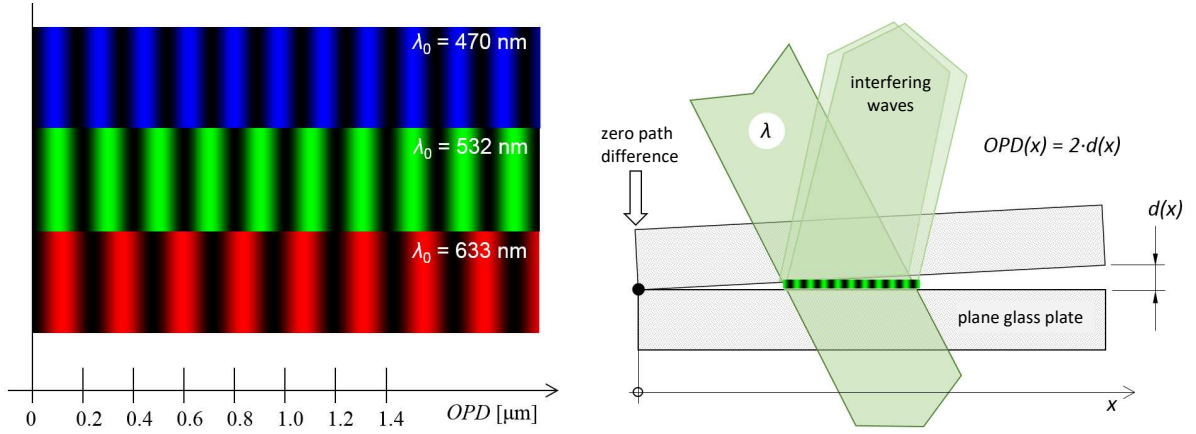 λ0 = 470 nm
λ0 = 532 nm
λ0 = 633 nm
0 0.2 0.4 0.6 0.8 1.0 1.2 1.4 OPD [μm]
interfering
waves
λ
zero path
difference
OPD(x) = 2·d(x)
d(x)
plane glass plate
x